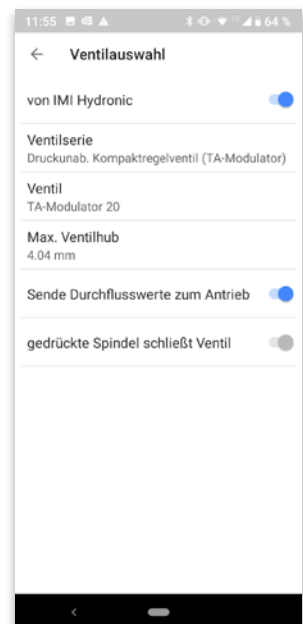 11:55 64 %
Ventilauswahl
von IMI Hydronic
Ventilserie
Druckunab. Kompaktregelventil (TA-Modulator)
Ventil
TA-Modulator 20
Max. Ventilhub
4.04 mm
Sende Durchflusswerte zum Antrieb
gedrückte Spindel schließt Ventil